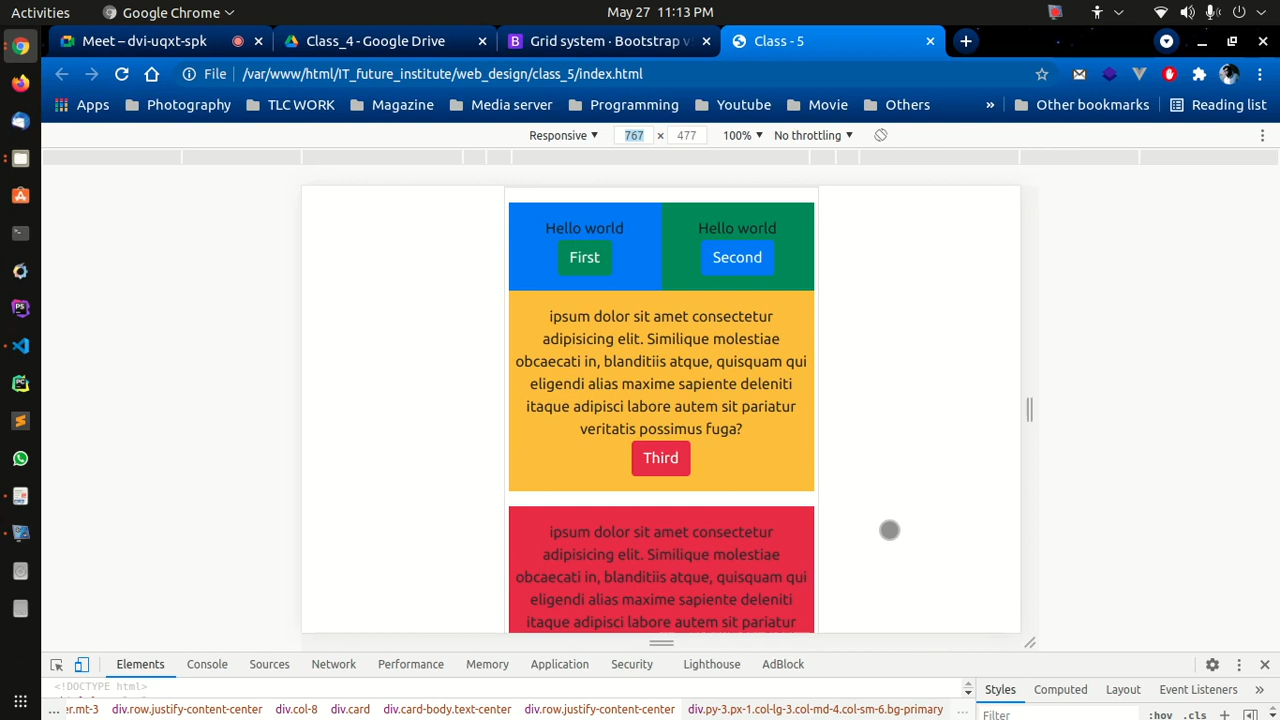 Activities
Google Chrome
May 27 11:13 PM
Meet – dvi-uqxt-spk
Class_4 - Google Drive
Grid system · Bootstrap v
Class - 5
File
/var/www/html/IT_future_institute/web_design/class_5/index.html
Apps
Photography
TLC WORK
Magazine
Media server
Programming
Youtube
Movie
Others
»
Other bookmarks
Reading list
Responsive
767 × 477
100%
No throttling
Hello world
First
Hello world
Second
ipsum dolor sit amet consectetur
adipisicing elit. Similique molestiae
obcaecati in, blanditiis atque, quisquam qui
eligendi alias maxime sapiente deleniti
itaque adipisci labore autem sit pariatur
veritatis possimus fuga?
Third
ipsum dolor sit amet consectetur
adipisicing elit. Similique molestiae
obcaecati in, blanditiis atque, quisquam qui
eligendi alias maxime sapiente deleniti
itaque adipisci labore autem sit pariatur
Elements
Console
Sources
Network
Performance
Memory
Application
Security
Lighthouse
AdBlock
<!DOCTYPE html>
Styles
Computed
Layout
Event Listeners
»
... er.mt-3 div.row.justify-content-center div.col-8 div.card div.card-body.text-center div.row.justify-content-center div.py-3.px-1.col-lg-3.col-md-4.col-sm-6.bg-primary ...
Filter
:hov .cls +